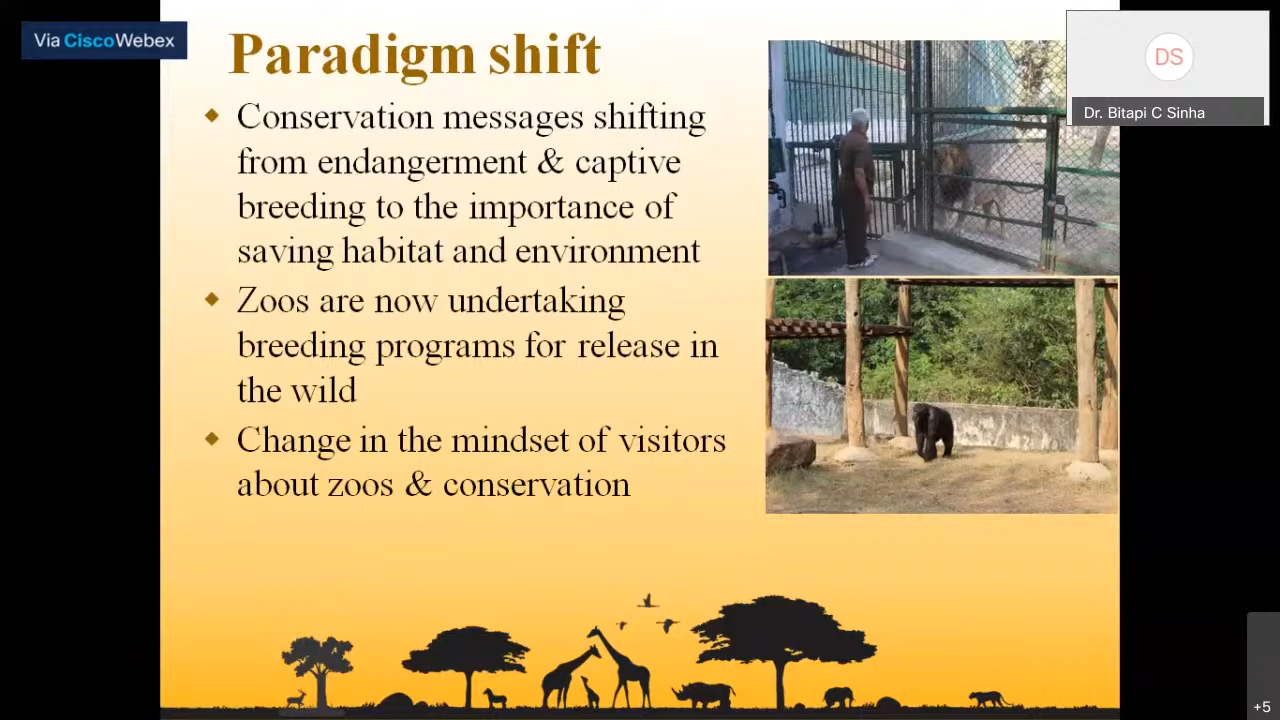 Via Cisco Webex
Paradigm shift
Conservation messages shifting
from endangerment & captive
breeding to the importance of
saving habitat and environment
Zoos are now undertaking
breeding programs for release in
the wild
Change in the mindset of visitors
about zoos & conservation
DS
Dr. Bitapi C Sinha
+5